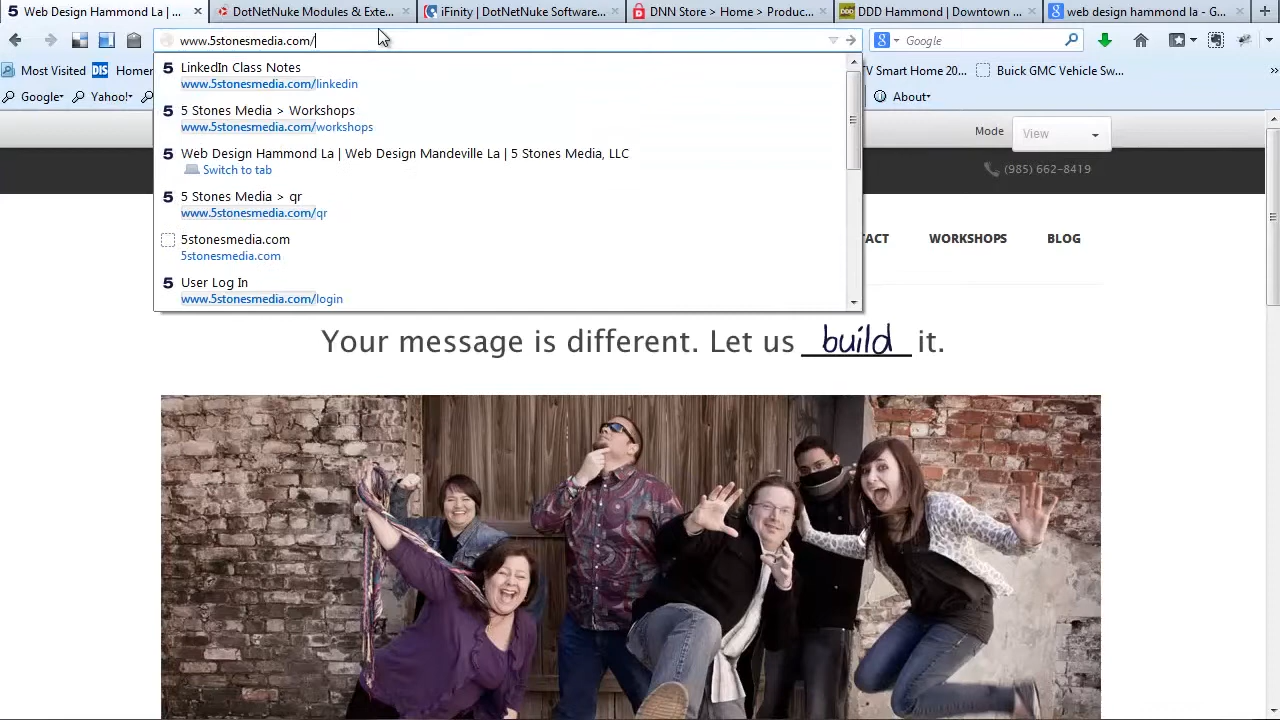 5 Web Design Hammond La | ...
DotNetNuke Modules & Exte...
iFinity | DotNetNuke Software...
DNN Store > Home > Produc...
DDD Hammond | Downtown ...
web design hammond la - G...
www.5stonesmedia.com/
Google
Most Visited
DIS
Homer
TV Smart Home 20...
Buick GMC Vehicle Sw...
»
Google
Yahoo!
About
LinkedIn Class Notes
www.5stonesmedia.com/linkedin
5 Stones Media > Workshops
www.5stonesmedia.com/workshops
Web Design Hammond La | Web Design Mandeville La | 5 Stones Media, LLC
Switch to tab
5 Stones Media > qr
www.5stonesmedia.com/qr
5stonesmedia.com
5stonesmedia.com
User Log In
www.5stonesmedia.com/login
Mode View
(985) 662-8419
TACT WORKSHOPS BLOG
Your message is different. Let us build it.